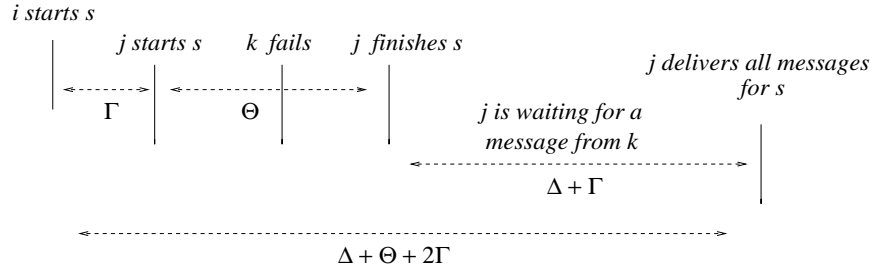 i starts s
j starts s
k fails
j finishes s
j delivers all messages
for s
Γ
Θ
j is waiting for a
message from k
Δ + Γ
Δ + Θ + 2Γ